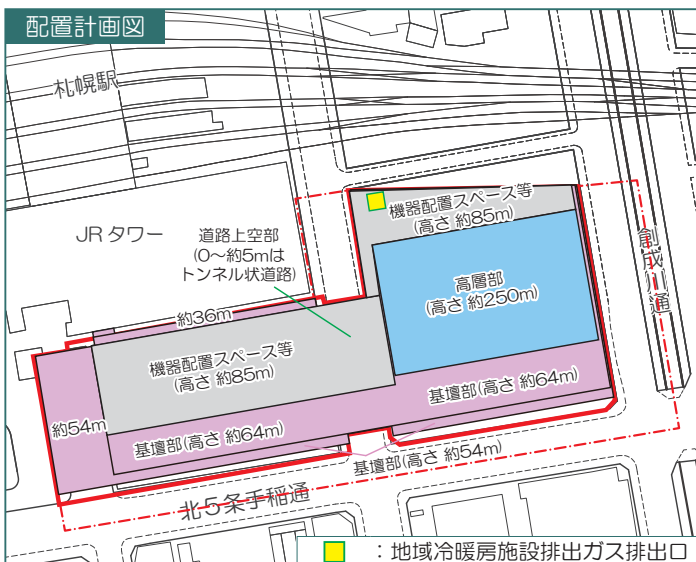 配置計画図
札幌駅
JRタワー
道路上空部
(0～約5mは
トンネル状道路)
機器配置スペース等
(高さ 約85m)
高層部
(高さ 約250m)
創成川通
約36m
機器配置スペース等
(高さ 約85m)
基壇部(高さ 約64m)
約54m
基壇部(高さ 約64m)
基壇部(高さ 約54m)
北5条手稲通
：地域冷暖房施設排出ガス排出口